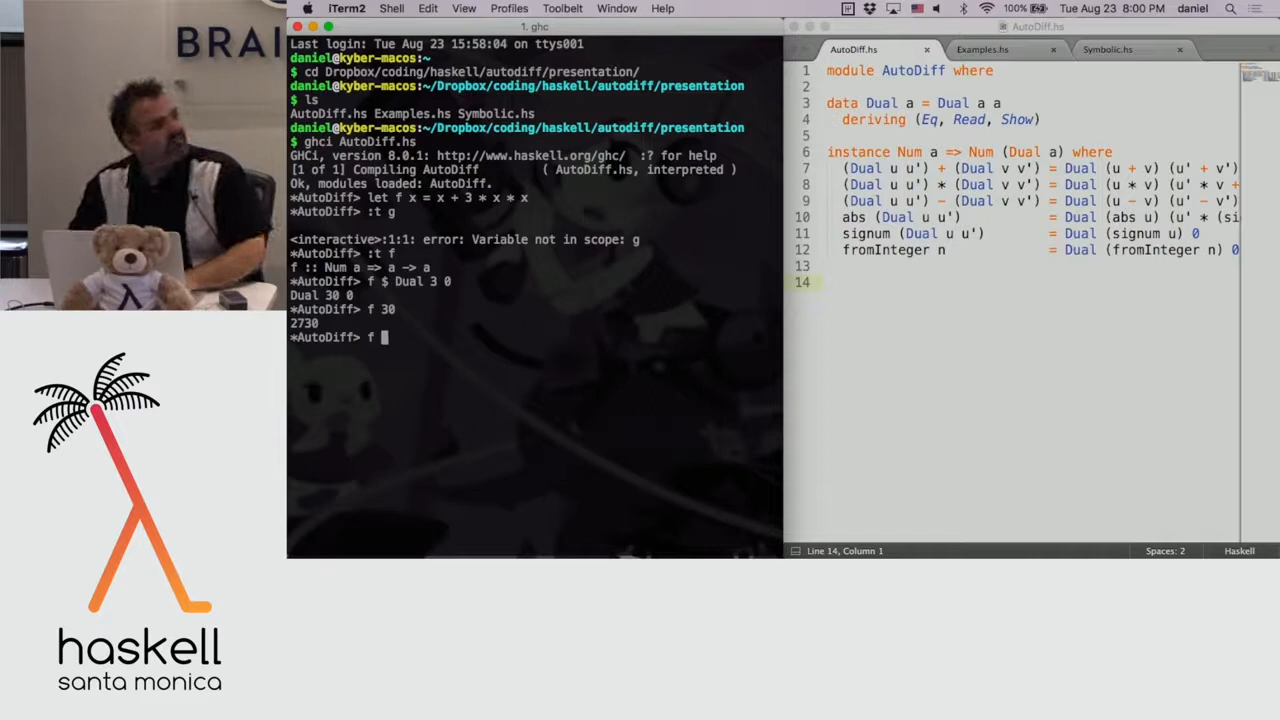 BRAI
iTerm2 Shell Edit View Profiles Toolbelt Window Help
100% Tue Aug 23 8:00 PM daniel
1. ghc
Last login: Tue Aug 23 15:58:04 on ttys001
daniel@kyber-macos:~
$ cd Dropbox/coding/haskell/autodiff/presentation/
daniel@kyber-macos:~/Dropbox/coding/haskell/autodiff/presentation
$ ls
AutoDiff.hs Examples.hs Symbolic.hs
daniel@kyber-macos:~/Dropbox/coding/haskell/autodiff/presentation
$ ghci AutoDiff.hs
GHCi, version 8.0.1: http://www.haskell.org/ghc/ :? for help
[1 of 1] Compiling AutoDiff ( AutoDiff.hs, interpreted )
Ok, modules loaded: AutoDiff.
*AutoDiff> let f x = x + 3 * x * x
*AutoDiff> :t g
<interactive>:1:1: error: Variable not in scope: g
*AutoDiff> :t f
f :: Num a => a -> a
*AutoDiff> f $ Dual 3 0
Dual 30 0
*AutoDiff> f 30
2730
*AutoDiff> f
AutoDiff.hs
AutoDiff.hs × Examples.hs × Symbolic.hs ×
1 module AutoDiff where
2
3 data Dual a = Dual a a
4 deriving (Eq, Read, Show)
5
6 instance Num a => Num (Dual a) where
7 (Dual u u') + (Dual v v') = Dual (u + v) (u' + v')
8 (Dual u u') * (Dual v v') = Dual (u * v) (u' * v +
9 (Dual u u') - (Dual v v') = Dual (u - v) (u' - v')
10 abs (Dual u u') = Dual (abs u) (u' * (si
11 signum (Dual u u') = Dual (signum u) 0
12 fromInteger n = Dual (fromInteger n) 0
13
14
Line 14, Column 1 Spaces: 2 Haskell
haskell
santa monica